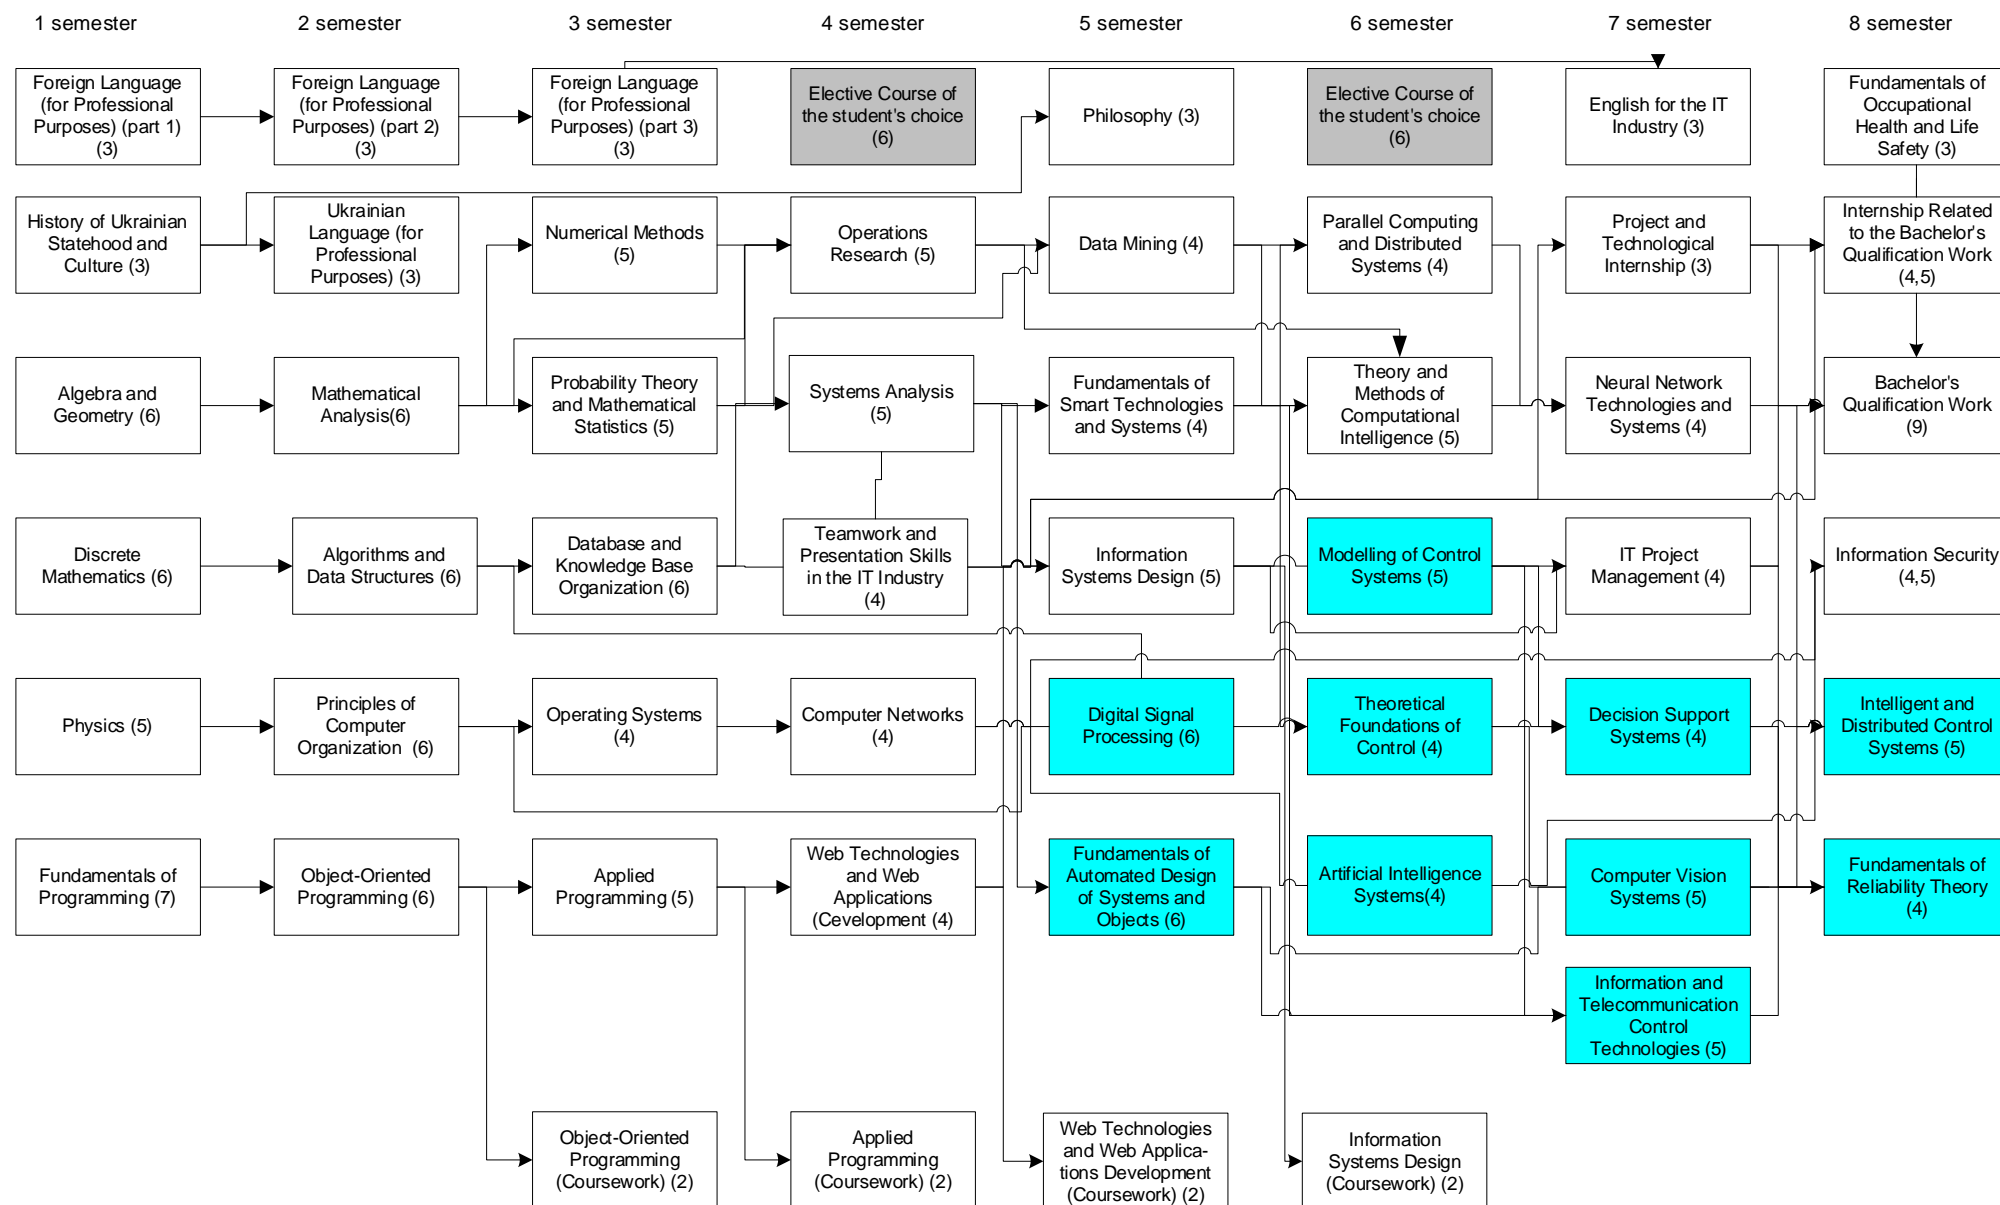 1 semester
2 semester
3 semester
4 semester
5 semester
6 semester
7 semester
8 semester
Foreign Language
(for Professional
Purposes) (part 1)
(3)
Foreign Language
(for Professional
Purposes) (part 2)
(3)
Foreign Language
(for Professional
Purposes) (part 3)
(3)
Elective Course of
the student's choice
(6)
Philosophy (3)
Elective Course of
the student's choice
(6)
English for the IT
Industry (3)
Fundamentals of
Occupational
Health and Life
Safety (3)
History of Ukrainian
Statehood and
Culture (3)
Ukrainian
Language (for
Professional
Purposes) (3)
Numerical Methods
(5)
Operations
Research (5)
Data Mining (4)
Parallel Computing
and Distributed
Systems (4)
Project and
Technological
Internship (3)
Internship Related
to the Bachelor's
Qualification Work
(4,5)
Algebra and
Geometry (6)
Mathematical
Analysis(6)
Probability Theory
and Mathematical
Statistics (5)
Systems Analysis
(5)
Fundamentals of
Smart Technologies
and Systems (4)
Theory and
Methods of
Computational
Intelligence (5)
Neural Network
Technologies and
Systems (4)
Bachelor's
Qualification Work
(9)
Discrete
Mathematics (6)
Algorithms and
Data Structures (6)
Database and
Knowledge Base
Organization (6)
Teamwork and
Presentation Skills
in the IT Industry
(4)
Information
Systems Design (5)
Modelling of Control
Systems (5)
IT Project
Management (4)
Information Security
(4,5)
Physics (5)
Principles of
Computer
Organization (6)
Operating Systems
(4)
Computer Networks
(4)
Digital Signal
Processing (6)
Theoretical
Foundations of
Control (4)
Decision Support
Systems (4)
Intelligent and
Distributed Control
Systems (5)
Fundamentals of
Programming (7)
Object-Oriented
Programming (6)
Applied
Programming (5)
Web Technologies
and Web
Applications
(Cevelopment (4)
Fundamentals of
Automated Design
of Systems and
Objects (6)
Artificial Intelligence
Systems(4)
Computer Vision
Systems (5)
Fundamentals of
Reliability Theory
(4)
Information and
Telecommunication
Control
Technologies (5)
Object-Oriented
Programming
(Coursework) (2)
Applied
Programming
(Coursework) (2)
Web Technologies
and Web Applica-
tions Development
(Coursework) (2)
Information
Systems Design
(Coursework) (2)